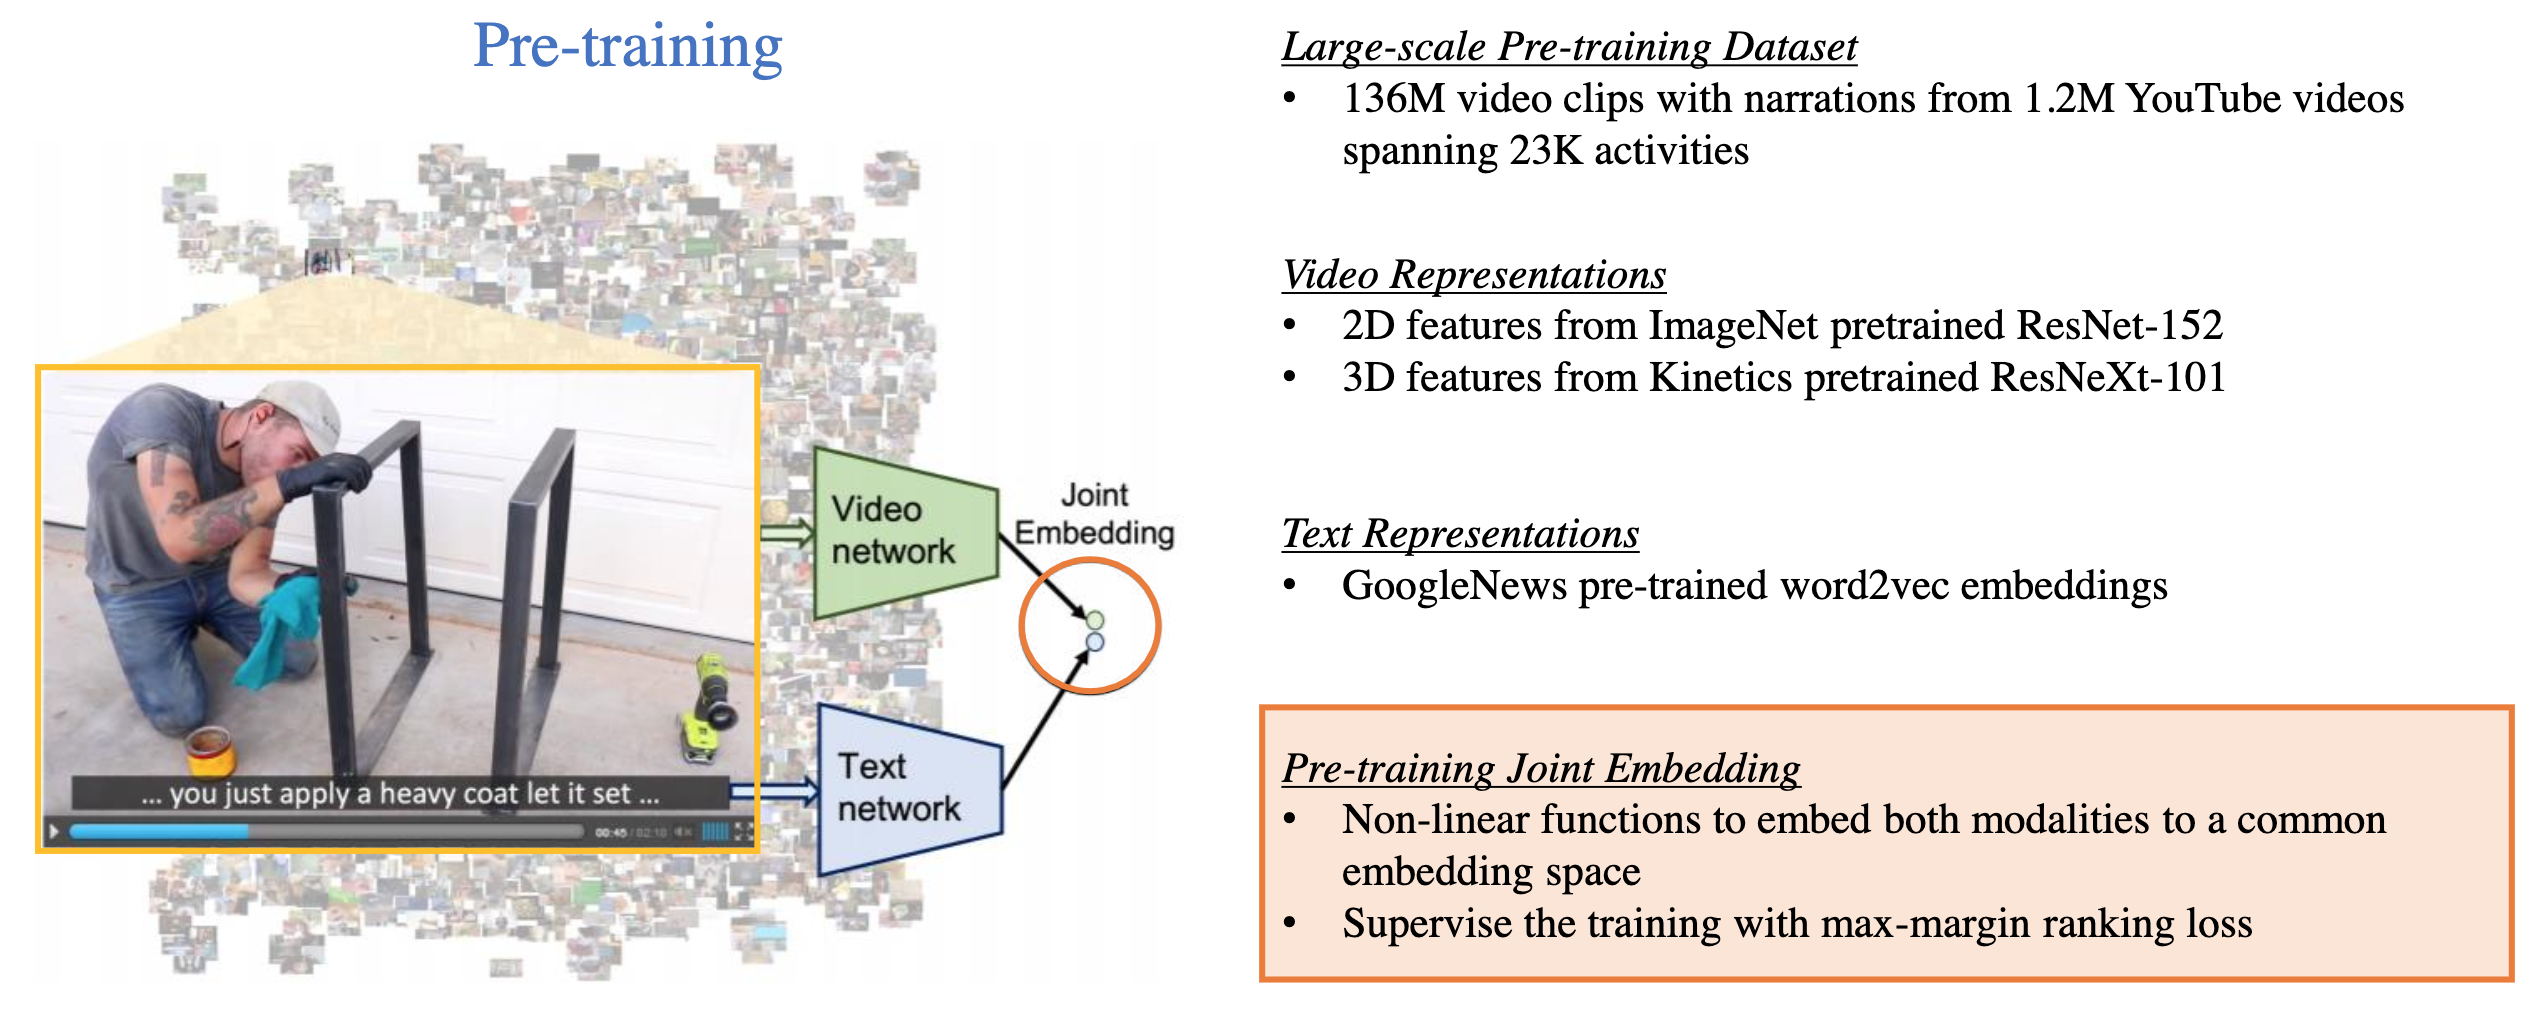 Pre-training
... you just apply a heavy coat let it set ...
00:45 / 02:10
Video
network
Joint
Embedding
Text
network
Large-scale Pre-training Dataset
• 136M video clips with narrations from 1.2M YouTube videos
spanning 23K activities
Video Representations
• 2D features from ImageNet pretrained ResNet-152
• 3D features from Kinetics pretrained ResNeXt-101
Text Representations
• GoogleNews pre-trained word2vec embeddings
Pre-training Joint Embedding
• Non-linear functions to embed both modalities to a common
embedding space
• Supervise the training with max-margin ranking loss